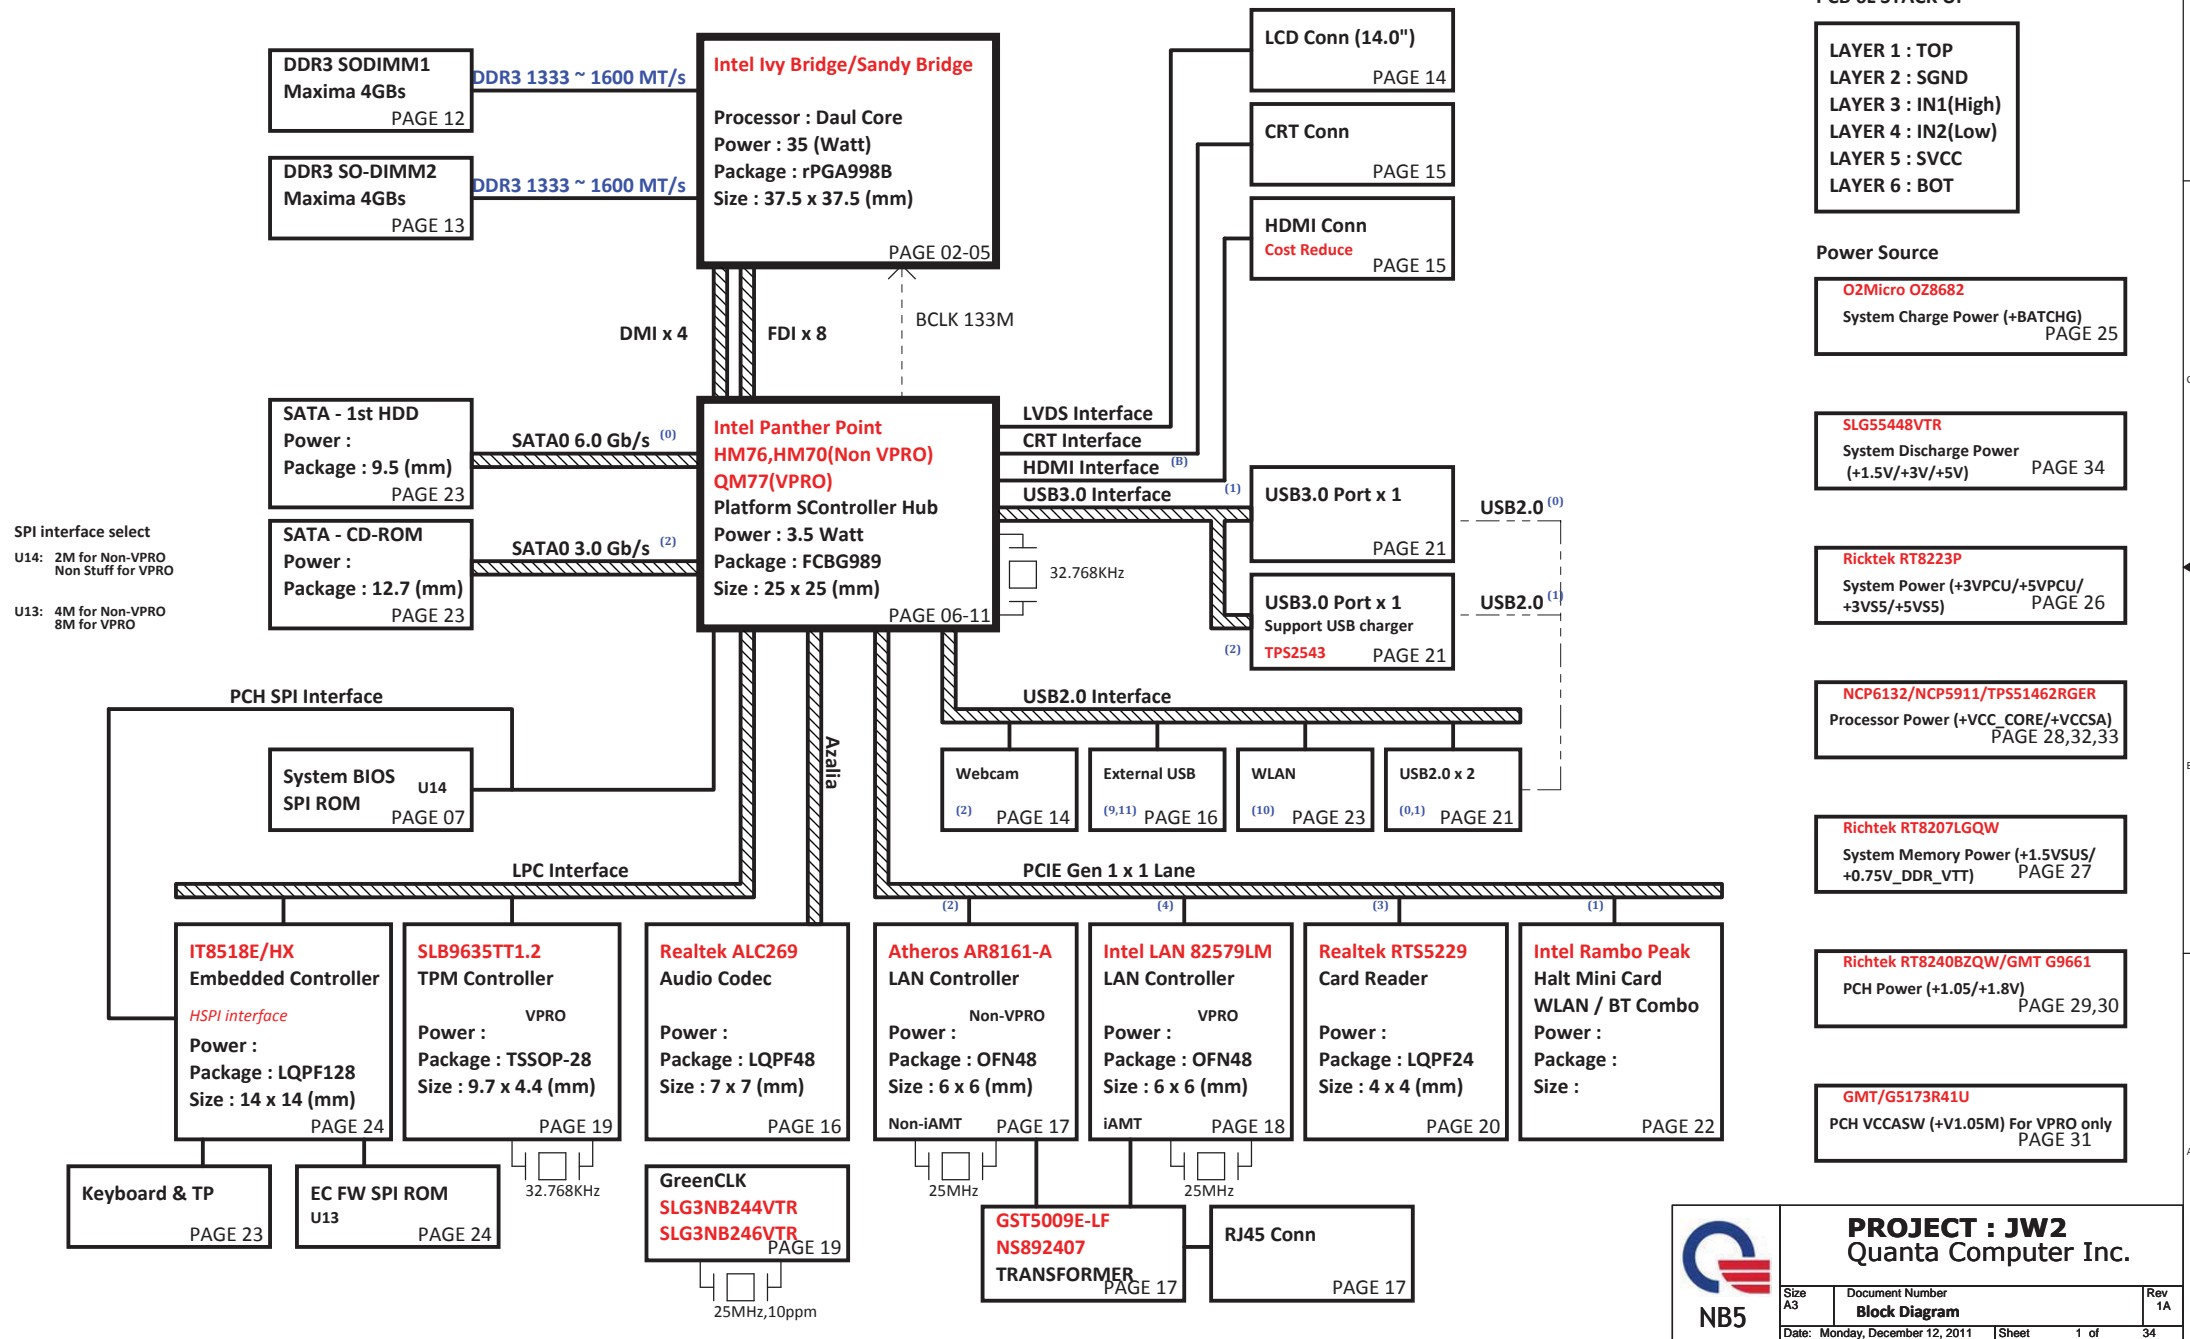 DDR3 SODIMM1
Maxima 4GBs
PAGE 12
DDR3 1333 ~ 1600 MT/s
DDR3 SO-DIMM2
Maxima 4GBs
PAGE 13
DDR3 1333 ~ 1600 MT/s
Intel Ivy Bridge/Sandy Bridge
Processor : Daul Core
Power : 35 (Watt)
Package : rPGA998B
Size : 37.5 x 37.5 (mm)
PAGE 02-05
LCD Conn (14.0")
PAGE 14
CRT Conn
PAGE 15
HDMI Conn
Cost Reduce
PAGE 15
DMI x 4
FDI x 8
BCLK 133M
SATA - 1st HDD
Power :
Package : 9.5 (mm)
PAGE 23
SATA0 6.0 Gb/s (0)
SATA - CD-ROM
Power :
Package : 12.7 (mm)
PAGE 23
SATA0 3.0 Gb/s (2)
Intel Panther Point
HM76,HM70(Non VPRO)
QM77(VPRO)
Platform SController Hub
Power : 3.5 Watt
Package : FCBG989
Size : 25 x 25 (mm)
PAGE 06-11
LVDS Interface
CRT Interface
HDMI Interface (B)
USB3.0 Interface (1)
32.768KHz
USB3.0 Port x 1
PAGE 21
USB2.0 (0)
USB3.0 Port x 1
Support USB charger
(2)
TPS2543
PAGE 21
USB2.0 (1)
SPI interface select
U14: 2M for Non-VPRO
Non Stuff for VPRO
U13: 4M for Non-VPRO
8M for VPRO
PCH SPI Interface
System BIOS
SPI ROM
U14
PAGE 07
Azalia
USB2.0 Interface
Webcam
(2) PAGE 14
External USB
(9,11) PAGE 16
WLAN
(10) PAGE 23
USB2.0 x 2
(0,1) PAGE 21
LPC Interface
PCIE Gen 1 x 1 Lane
(2)
(4)
(3)
(1)
IT8518E/HX
Embedded Controller
HSPI interface
Power :
Package : LQPF128
Size : 14 x 14 (mm)
PAGE 24
SLB9635TT1.2
TPM Controller
VPRO
Power :
Package : TSSOP-28
Size : 9.7 x 4.4 (mm)
PAGE 19
32.768KHz
Realtek ALC269
Audio Codec
Power :
Package : LQPF48
Size : 7 x 7 (mm)
PAGE 16
Atheros AR8161-A
LAN Controller
Non-VPRO
Power :
Package : OFN48
Size : 6 x 6 (mm)
Non-iAMT PAGE 17
25MHz
Intel LAN 82579LM
LAN Controller
VPRO
Power :
Package : OFN48
Size : 6 x 6 (mm)
iAMT PAGE 18
25MHz
Realtek RTS5229
Card Reader
Power :
Package : LQPF24
Size : 4 x 4 (mm)
PAGE 20
Intel Rambo Peak
Halt Mini Card
WLAN / BT Combo
Power :
Package :
Size :
PAGE 22
Keyboard & TP
PAGE 23
EC FW SPI ROM
U13
PAGE 24
GreenCLK
SLG3NB244VTR
SLG3NB246VTR
PAGE 19
25MHz,10ppm
GST5009E-LF
NS892407
TRANSFORMER
PAGE 17
RJ45 Conn
PAGE 17
LAYER 1 : TOP
LAYER 2 : SGND
LAYER 3 : IN1(High)
LAYER 4 : IN2(Low)
LAYER 5 : SVCC
LAYER 6 : BOT
Power Source
O2Micro OZ8682
System Charge Power (+BATCHG)
PAGE 25
SLG55448VTR
System Discharge Power
(+1.5V/+3V/+5V)
PAGE 34
Ricktek RT8223P
System Power (+3VPCU/+5VPCU/
+3VS5/+5VS5)
PAGE 26
NCP6132/NCP5911/TPS51462RGER
Processor Power (+VCC_CORE/+VCCSA)
PAGE 28,32,33
Richtek RT8207LGQW
System Memory Power (+1.5VSUS/
+0.75V_DDR_VTT)
PAGE 27
Richtek RT8240BZQW/GMT G9661
PCH Power (+1.05/+1.8V)
PAGE 29,30
GMT/G5173R41U
PCH VCCASW (+V1.05M) For VPRO only
PAGE 31
NB5
PROJECT : JW2
Quanta Computer Inc.
Size
A3
Document Number
Block Diagram
Rev
1A
Date: Monday, December 12, 2011
Sheet 1 of 34